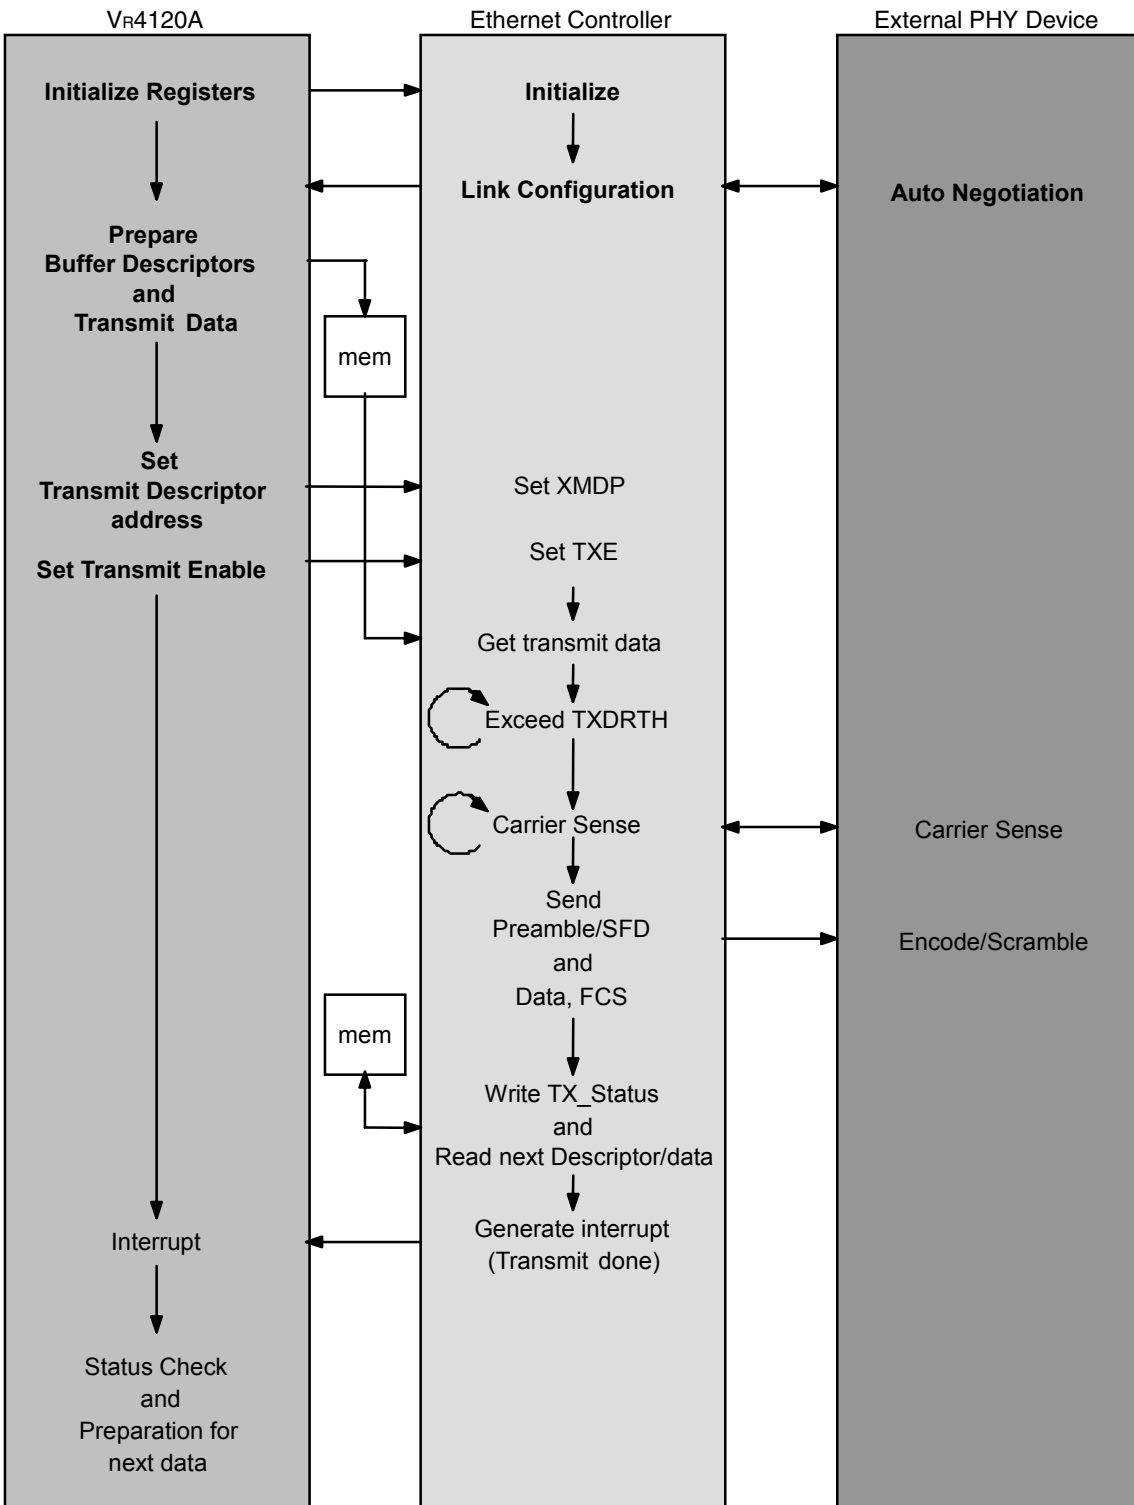 VR4120A
Ethernet Controller
External PHY Device
Initialize Registers
Initialize
Link Configuration
Auto Negotiation
Prepare
Buffer Descriptors
and
Transmit Data
mem
Set
Transmit Descriptor
address
Set XMDP
Set Transmit Enable
Set TXE
Get transmit data
Exceed TXDRTH
Carrier Sense
Carrier Sense
Send
Preamble/SFD
and
Data, FCS
Encode/Scramble
mem
Write TX_Status
and
Read next Descriptor/data
Interrupt
Generate interrupt
(Transmit done)
Status Check
and
Preparation for
next data